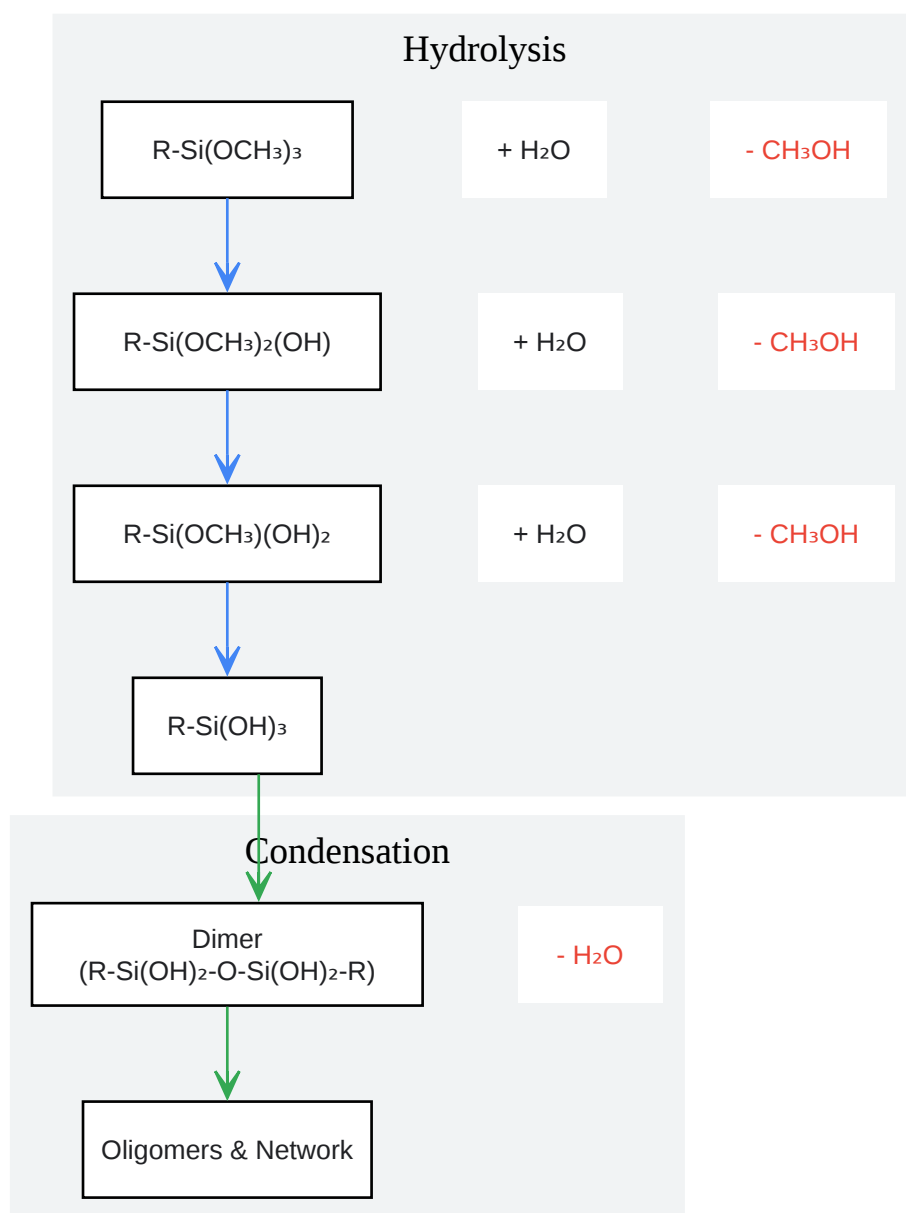 Hydrolysis
R-Si(OCH₃)₃
+ H₂O
- CH₃OH
R-Si(OCH₃)₂(OH)
+ H₂O
- CH₃OH
R-Si(OCH₃)(OH)₂
+ H₂O
- CH₃OH
R-Si(OH)₃
Condensation
Dimer
(R-Si(OH)₂-O-Si(OH)₂-R)
- H₂O
Oligomers & Network